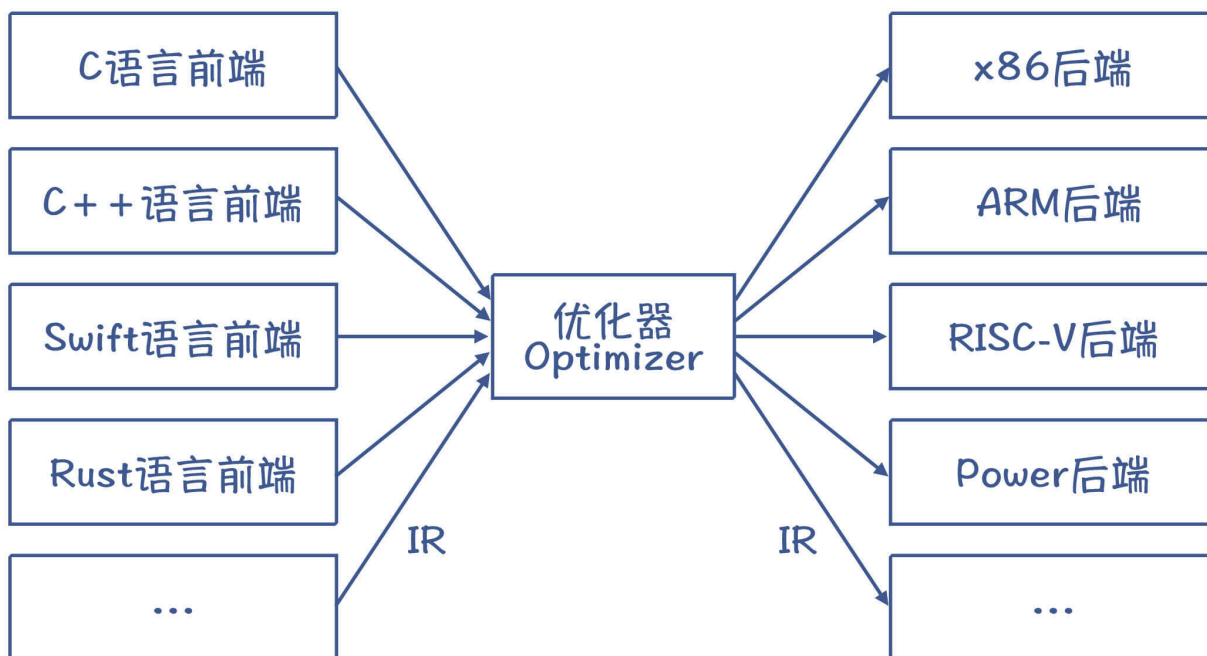 C语言前端
x86后端
C++语言前端
ARM后端
Swift语言前端
优化器
Optimizer
RISC-V后端
Rust语言前端
Power后端
IR
IR
...
...